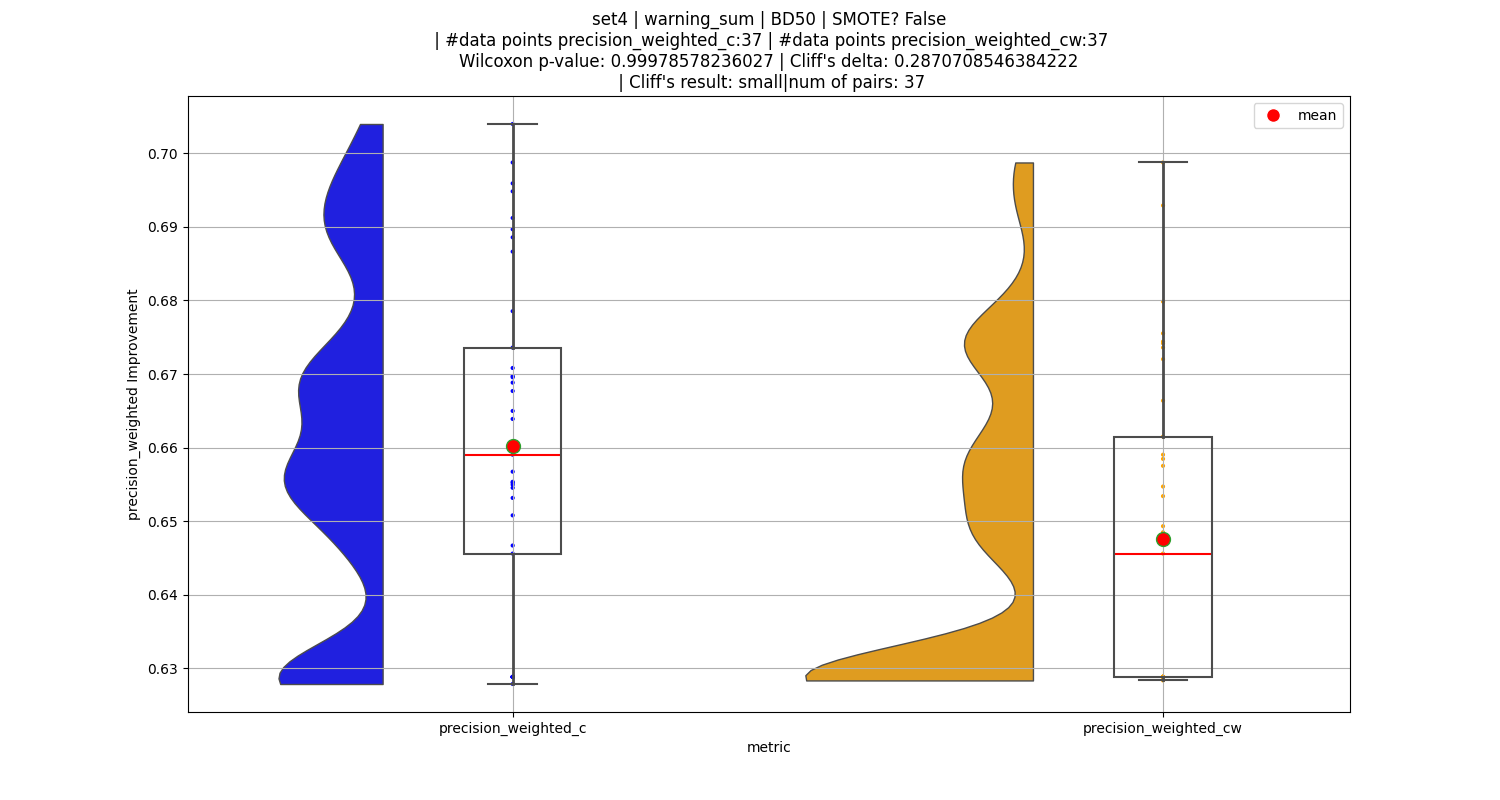 set4 | warning_sum | BD50 | SMOTE? False
| #data points precision_weighted_c:37 | #data points precision_weighted_cw:37
Wilcoxon p-value: 0.99978578236027 | Cliff's delta: 0.2870708546384222
| Cliff's result: small|num of pairs: 37
mean
0.70
0.69
0.68
0.67
0.66
0.65
0.64
0.63
precision_weighted Improvement
precision_weighted_c
precision_weighted_cw
metric